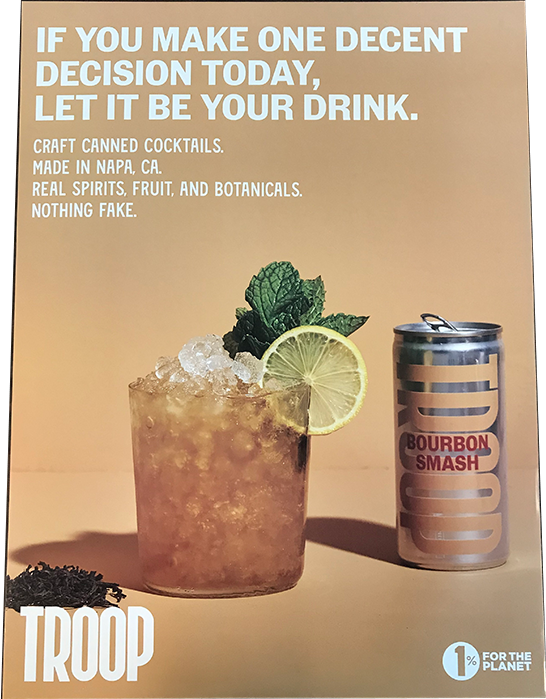 IF YOU MAKE ONE DECENT
DECISION TODAY,
LET IT BE YOUR DRINK.
CRAFT CANNED COCKTAILS.
MADE IN NAPA, CA.
REAL SPIRITS, FRUIT, AND BOTANICALS.
NOTHING FAKE.
TROOP
BOURBON
SMASH
TROOP
1% FOR THE
PLANET